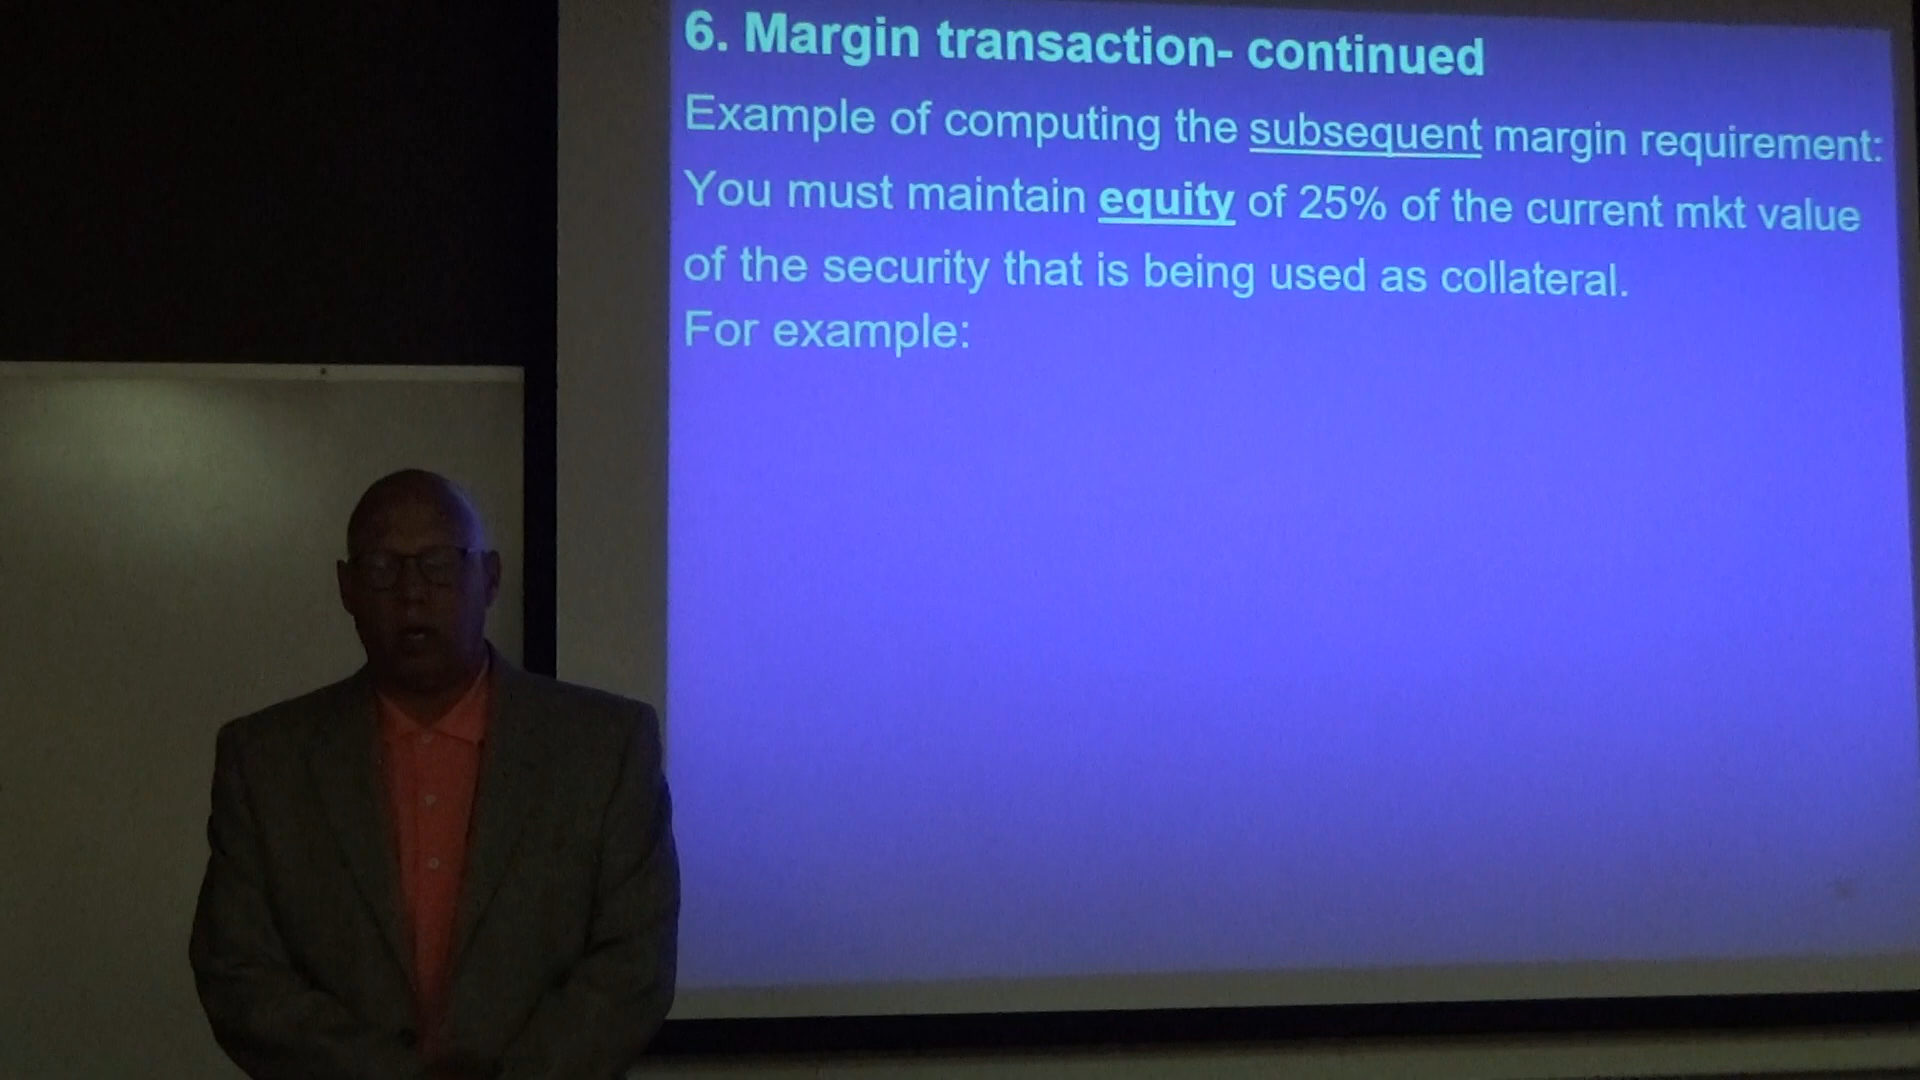 6. Margin transaction- continued
Example of computing the subsequent margin requirement:
You must maintain equity of 25% of the current mkt value
of the security that is being used as collateral.
For example: